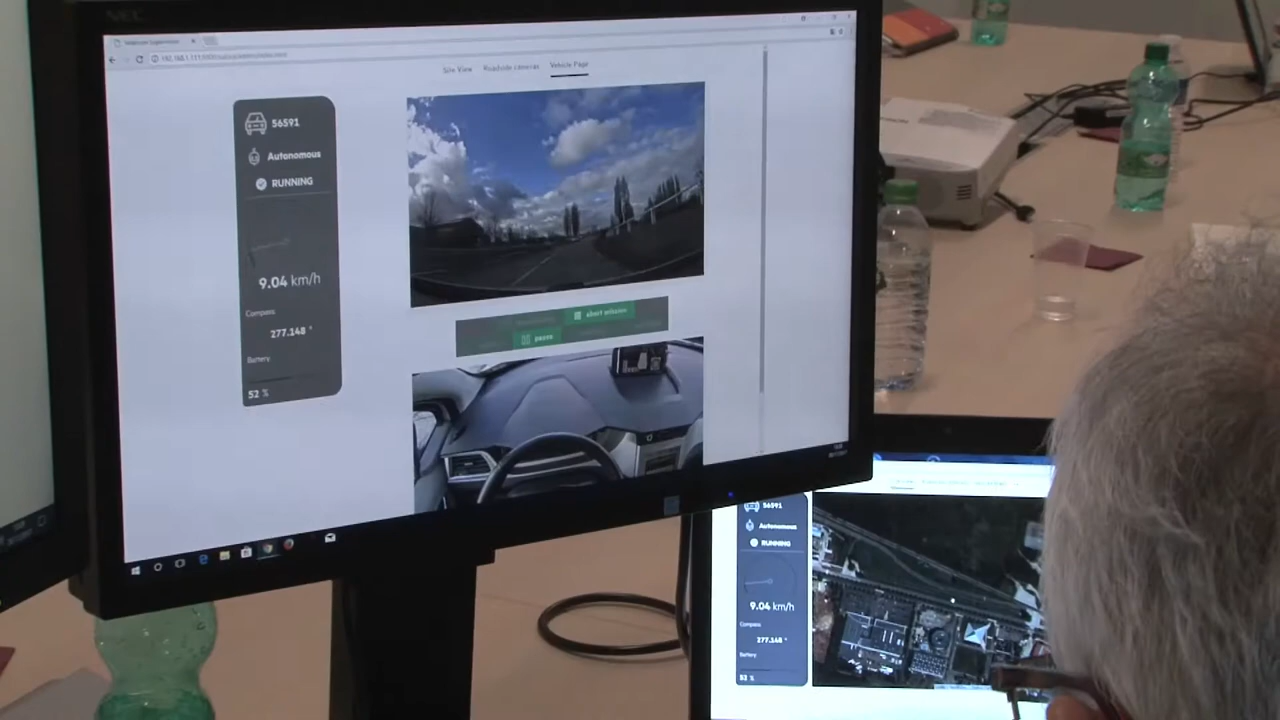 NEC
Site View Roadside cameras Vehicle Page
56591
Autonomous
RUNNING
9.04 km/h
Compass
277.148 °
Battery
52 %
abort mission
pause
56591
Autonomous
RUNNING
9.04 km/h
Compass
277.148 °
Battery
52 %